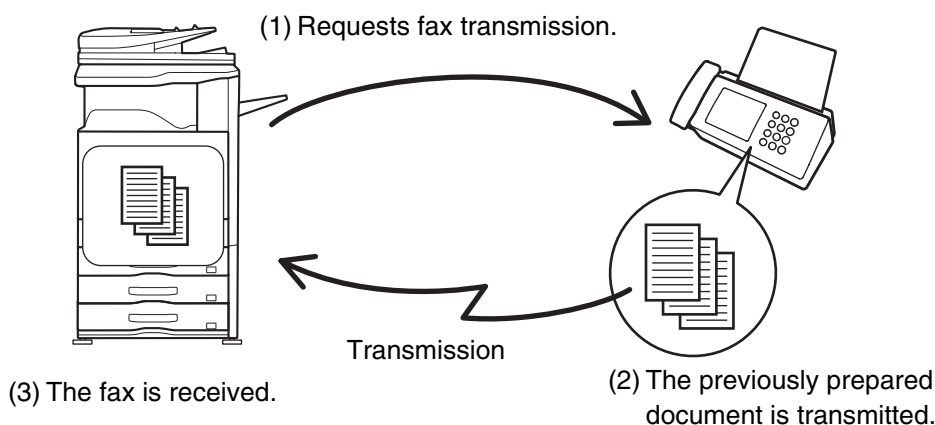 (1) Requests fax transmission.
Transmission
(2) The previously prepared
document is transmitted.
(3) The fax is received.